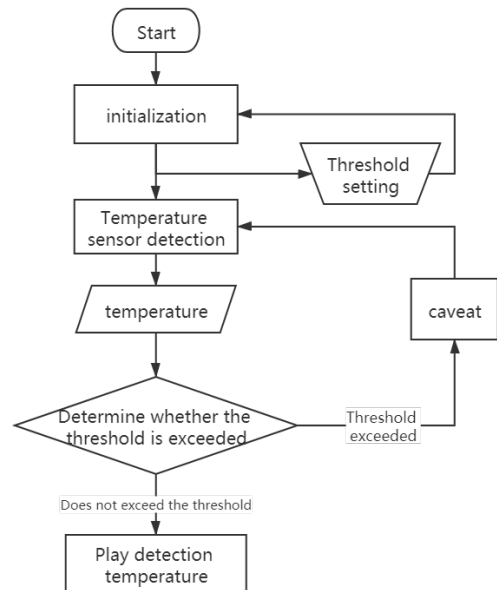 Start
initialization
Threshold
setting
Temperature
sensor detection
temperature
caveat
Determine whether the
threshold is exceeded
Threshold
exceeded
Does not exceed the threshold
Play detection
temperature